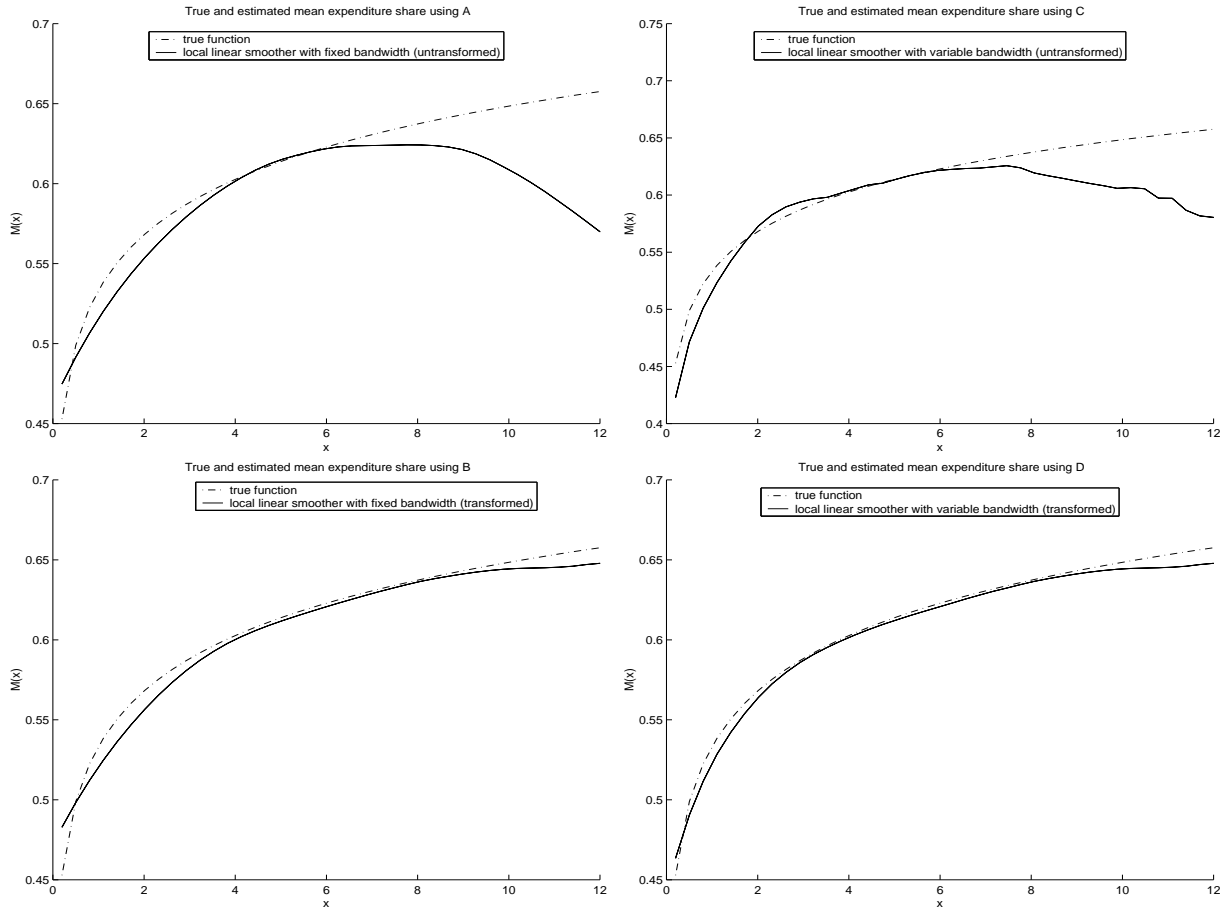 True and estimated mean expenditure share using A
true function
local linear smoother with fixed bandwidth (untransformed)
M(x)
0.7
0.65
0.6
0.55
0.5
0.45
0 2 4 6 8 10 12
x
True and estimated mean expenditure share using C
true function
local linear smoother with variable bandwidth (untransformed)
M(x)
0.75
0.7
0.65
0.6
0.55
0.5
0.45
0.4
0 2 4 6 8 10 12
x
True and estimated mean expenditure share using B
true function
local linear smoother with fixed bandwidth (transformed)
M(x)
0.7
0.65
0.6
0.55
0.5
0.45
0 2 4 6 8 10 12
x
True and estimated mean expenditure share using D
true function
local linear smoother with variable bandwidth (transformed)
M(x)
0.7
0.65
0.6
0.55
0.5
0.45
0 2 4 6 8 10 12
x